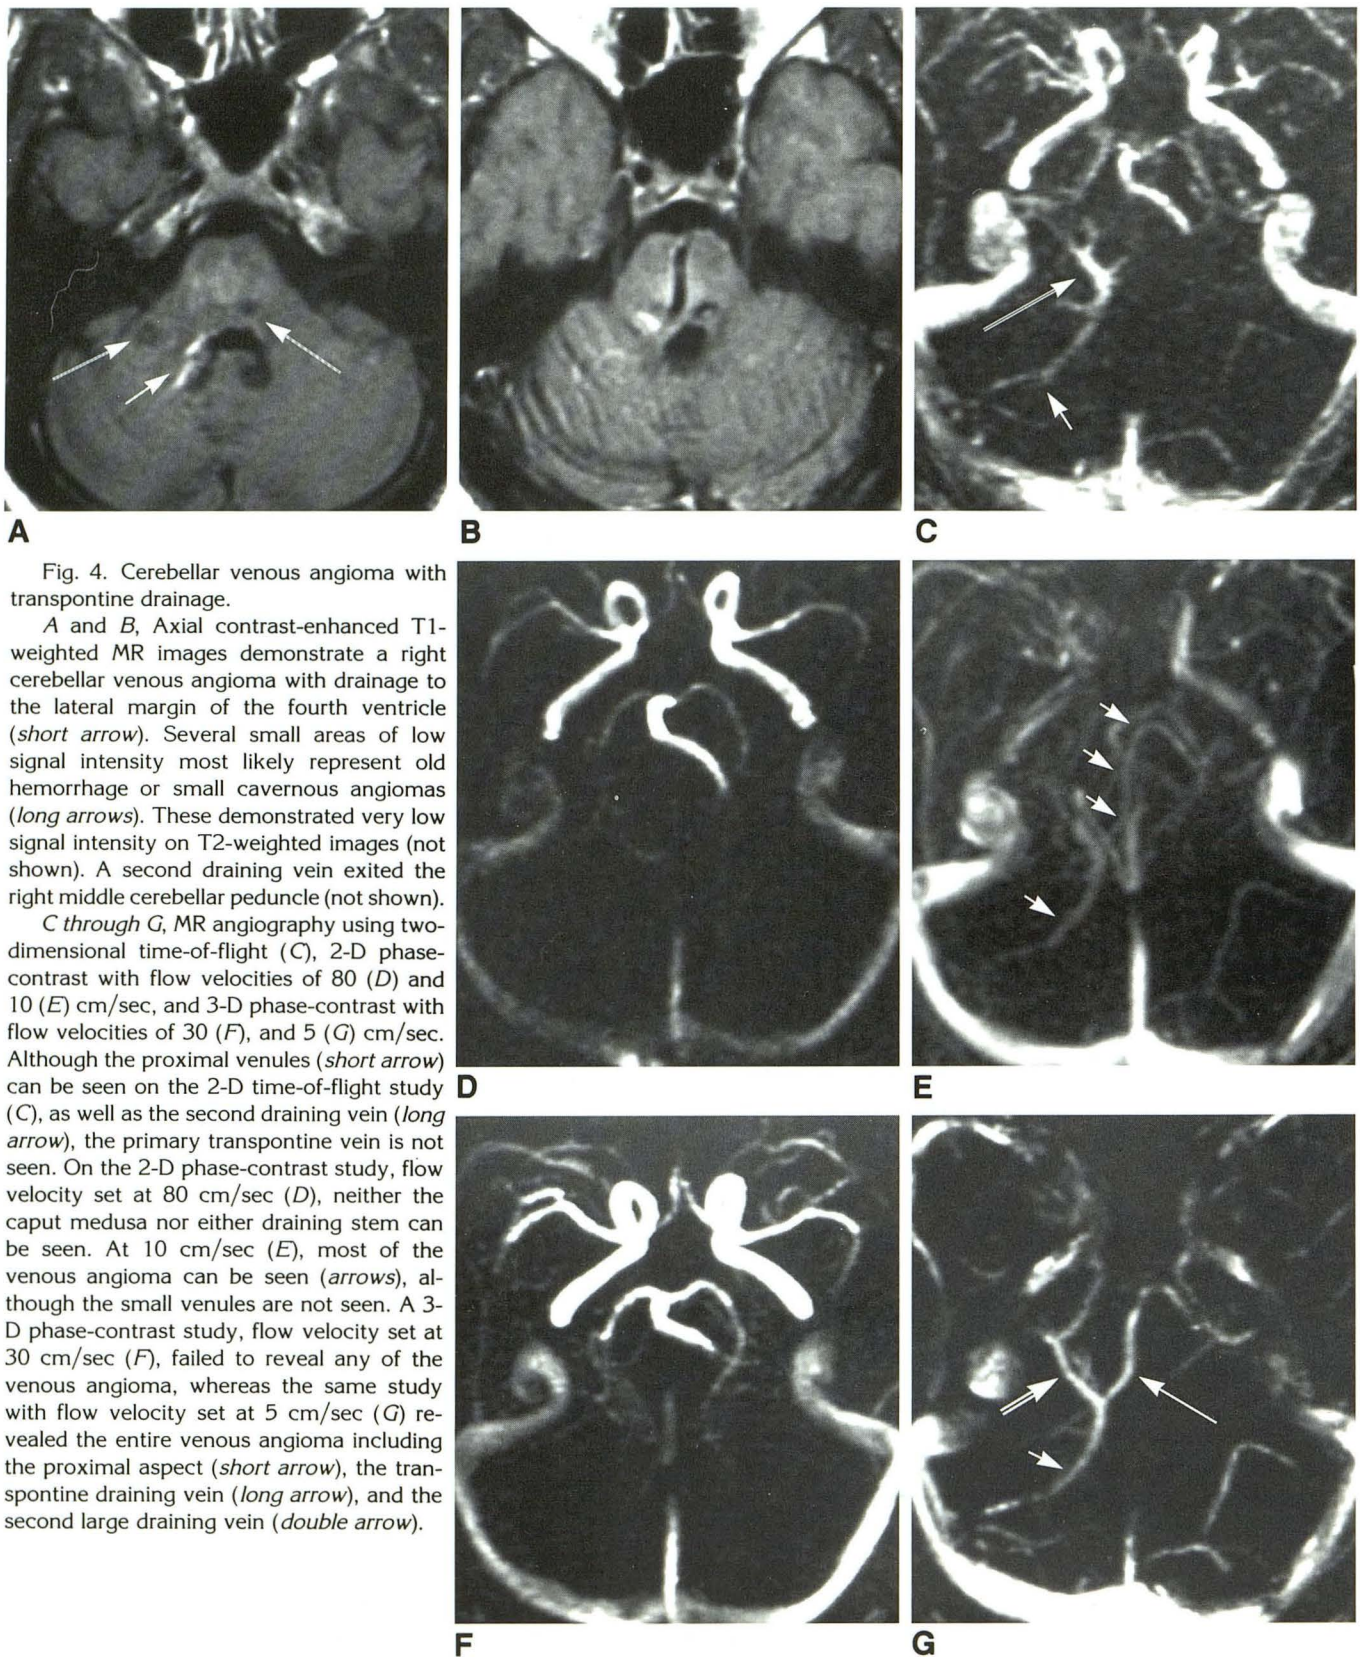 A
B
C
Fig. 4. Cerebellar venous angioma with
transpontine drainage.
A and B, Axial contrast-enhanced T1-
weighted MR images demonstrate a right
cerebellar venous angioma with drainage to
the lateral margin of the fourth ventricle
(short arrow). Several small areas of low
signal intensity most likely represent old
hemorrhage or small cavernous angiomas
(long arrows). These demonstrated very low
signal intensity on T2-weighted images (not
shown). A second draining vein exited the
right middle cerebellar peduncle (not shown).
C through G, MR angiography using two-
dimensional time-of-flight (C), 2-D phase-
contrast with flow velocities of 80 (D) and
10 (E) cm/sec, and 3-D phase-contrast with
flow velocities of 30 (F), and 5 (G) cm/sec.
Although the proximal venules (short arrow)
can be seen on the 2-D time-of-flight study
(C), as well as the second draining vein (long
arrow), the primary transpontine vein is not
seen. On the 2-D phase-contrast study, flow
velocity set at 80 cm/sec (D), neither the
caput medusa nor either draining stem can
be seen. At 10 cm/sec (E), most of the
venous angioma can be seen (arrows), al-
though the small venules are not seen. A 3-
D phase-contrast study, flow velocity set at
30 cm/sec (F), failed to reveal any of the
venous angioma, whereas the same study
with flow velocity set at 5 cm/sec (G) re-
vealed the entire venous angioma including
the proximal aspect (short arrow), the tran-
spontine draining vein (long arrow), and the
second large draining vein (double arrow).
D
E
F
G